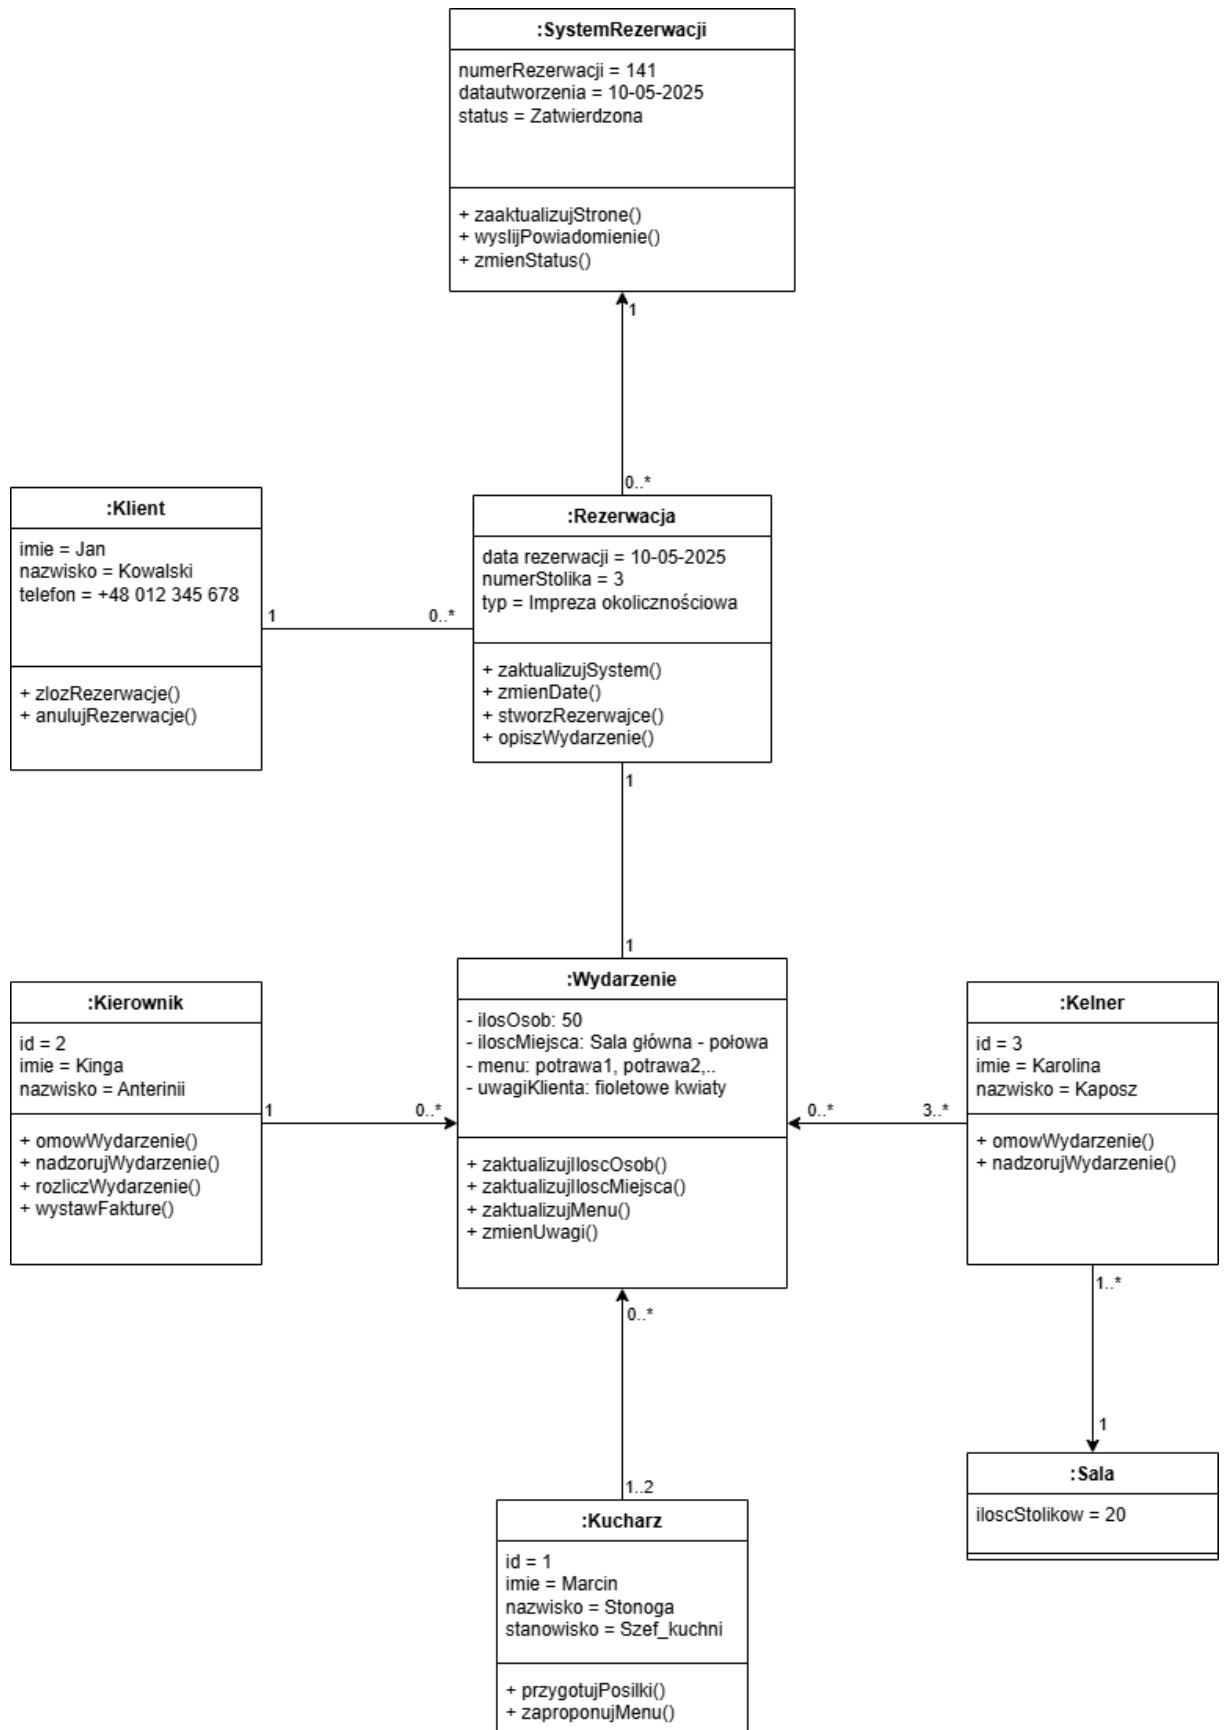 :SystemRezerwacji
numerRezerwacji = 141
datautworzenia = 10-05-2025
status = Zatwierdzona
+ zaaktualizujStrone()
+ wyslijPowiadomienie()
+ zmienStatus()
1
0..*
:Klient
imie = Jan
nazwisko = Kowalski
telefon = +48 012 345 678
+ zlozRezerwacje()
+ anulujRezerwacje()
1
0..*
:Rezerwacja
data rezerwacji = 10-05-2025
numerStolika = 3
typ = Impreza okolicznościowa
+ zaktualizujSystem()
+ zmienDate()
+ stworzRezerwajce()
+ opiszWydarzenie()
1
1
:Kierownik
id = 2
imie = Kinga
nazwisko = Anterinii
+ omowWydarzenie()
+ nadzorujWydarzenie()
+ rozliczWydarzenie()
+ wystawFakture()
1
0..*
:Wydarzenie
- ilosOsob: 50
- iloscMiejsca: Sala główna - połowa
- menu: potrawa1, potrawa2,..
- uwagiKlienta: fioletowe kwiaty
+ zaktualizujIloscOsob()
+ zaktualizujIloscMiejsca()
+ zaktualizujMenu()
+ zmienUwagi()
0..*
3..*
:Kelner
id = 3
imie = Karolina
nazwisko = Kaposz
+ omowWydarzenie()
+ nadzorujWydarzenie()
1..*
1
:Sala
iloscStolikow = 20
0..*
1..2
:Kucharz
id = 1
imie = Marcin
nazwisko = Stonoga
stanowisko = Szef_kuchni
+ przygotujPosilki()
+ zaproponujMenu()